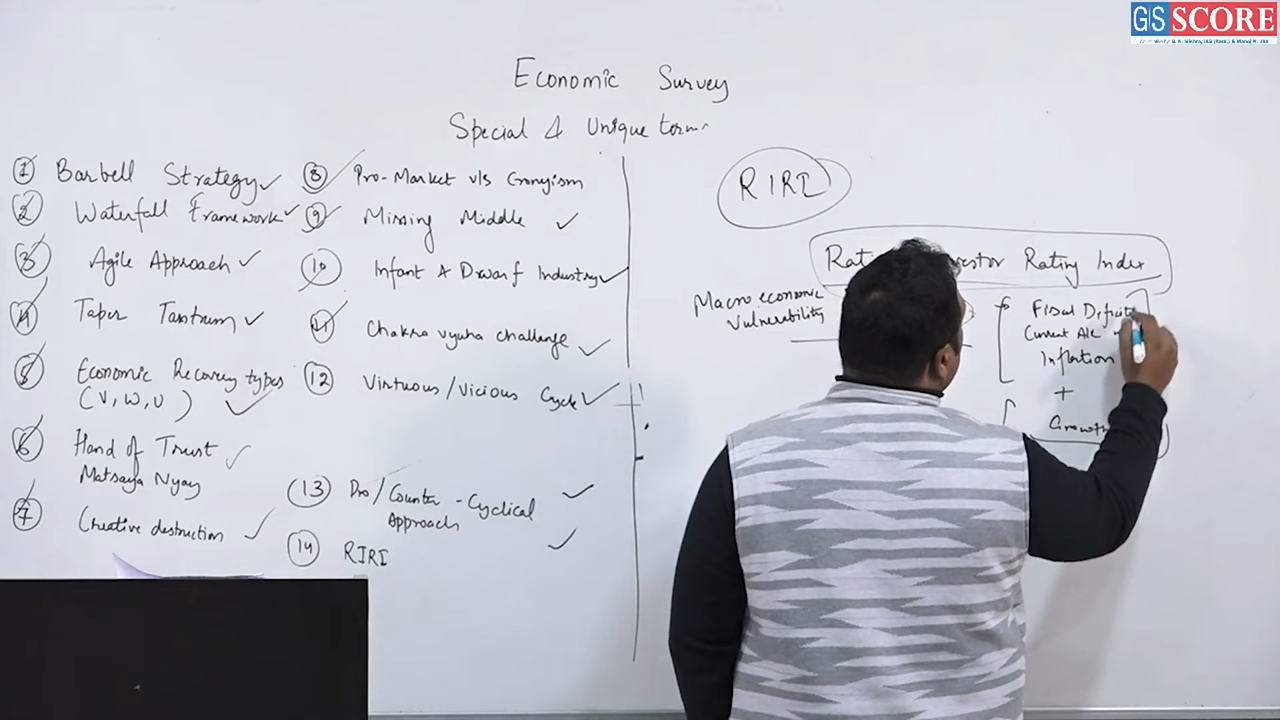 GS SCORE
Economic Survey
Special & Unique terms
① Barbell Strategy ✓
② Waterfall Framework ✓
③ Agile Approach ✓
④ Taper Tantrum ✓
⑤ Economic Recovery types
(V, W, U) ✓
⑥ Hand of Trust ✓
Matsaya Nyay
⑦ Creative destruction ✓
⑧ Pro-Market v/s Cronyism
⑨ Missing Middle ✓
⑩ Infant & Dwarf Industry ✓
⑪ Chakra vyuha challenge ✓
⑫ Virtuous/Vicious Cycle ✓
⑬ Pro/Counter-Cyclical ✓
Approach
⑭ RIRI ✓
RIRI
Rating Index
Macroeconomic
Vulnerability
Fiscal Deficit
Current A/c
Inflation
+
Growth